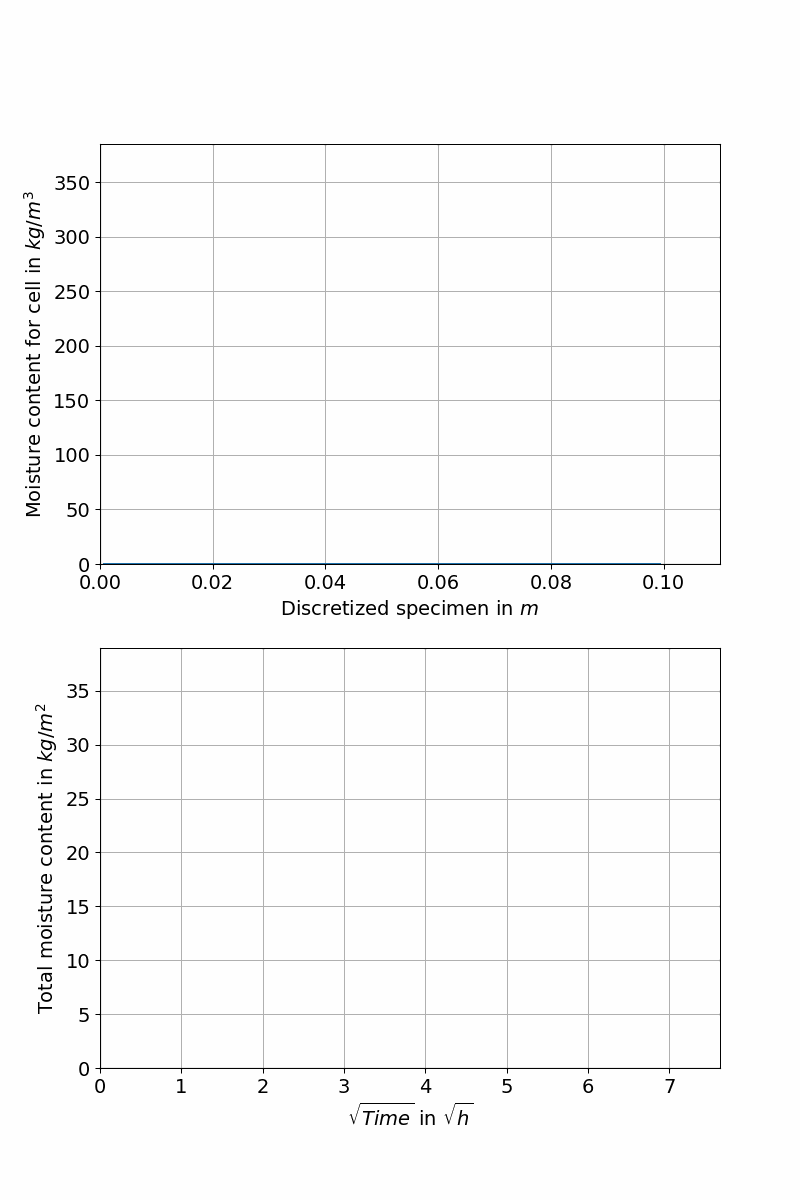 Moisture content for cell in kg/m³
350
300
250
200
150
100
50
0
0.00 0.02 0.04 0.06 0.08 0.10
Discretized specimen in m
Total moisture content in kg/m²
35
30
25
20
15
10
5
0
0 1 2 3 4 5 6 7
√Time in √h